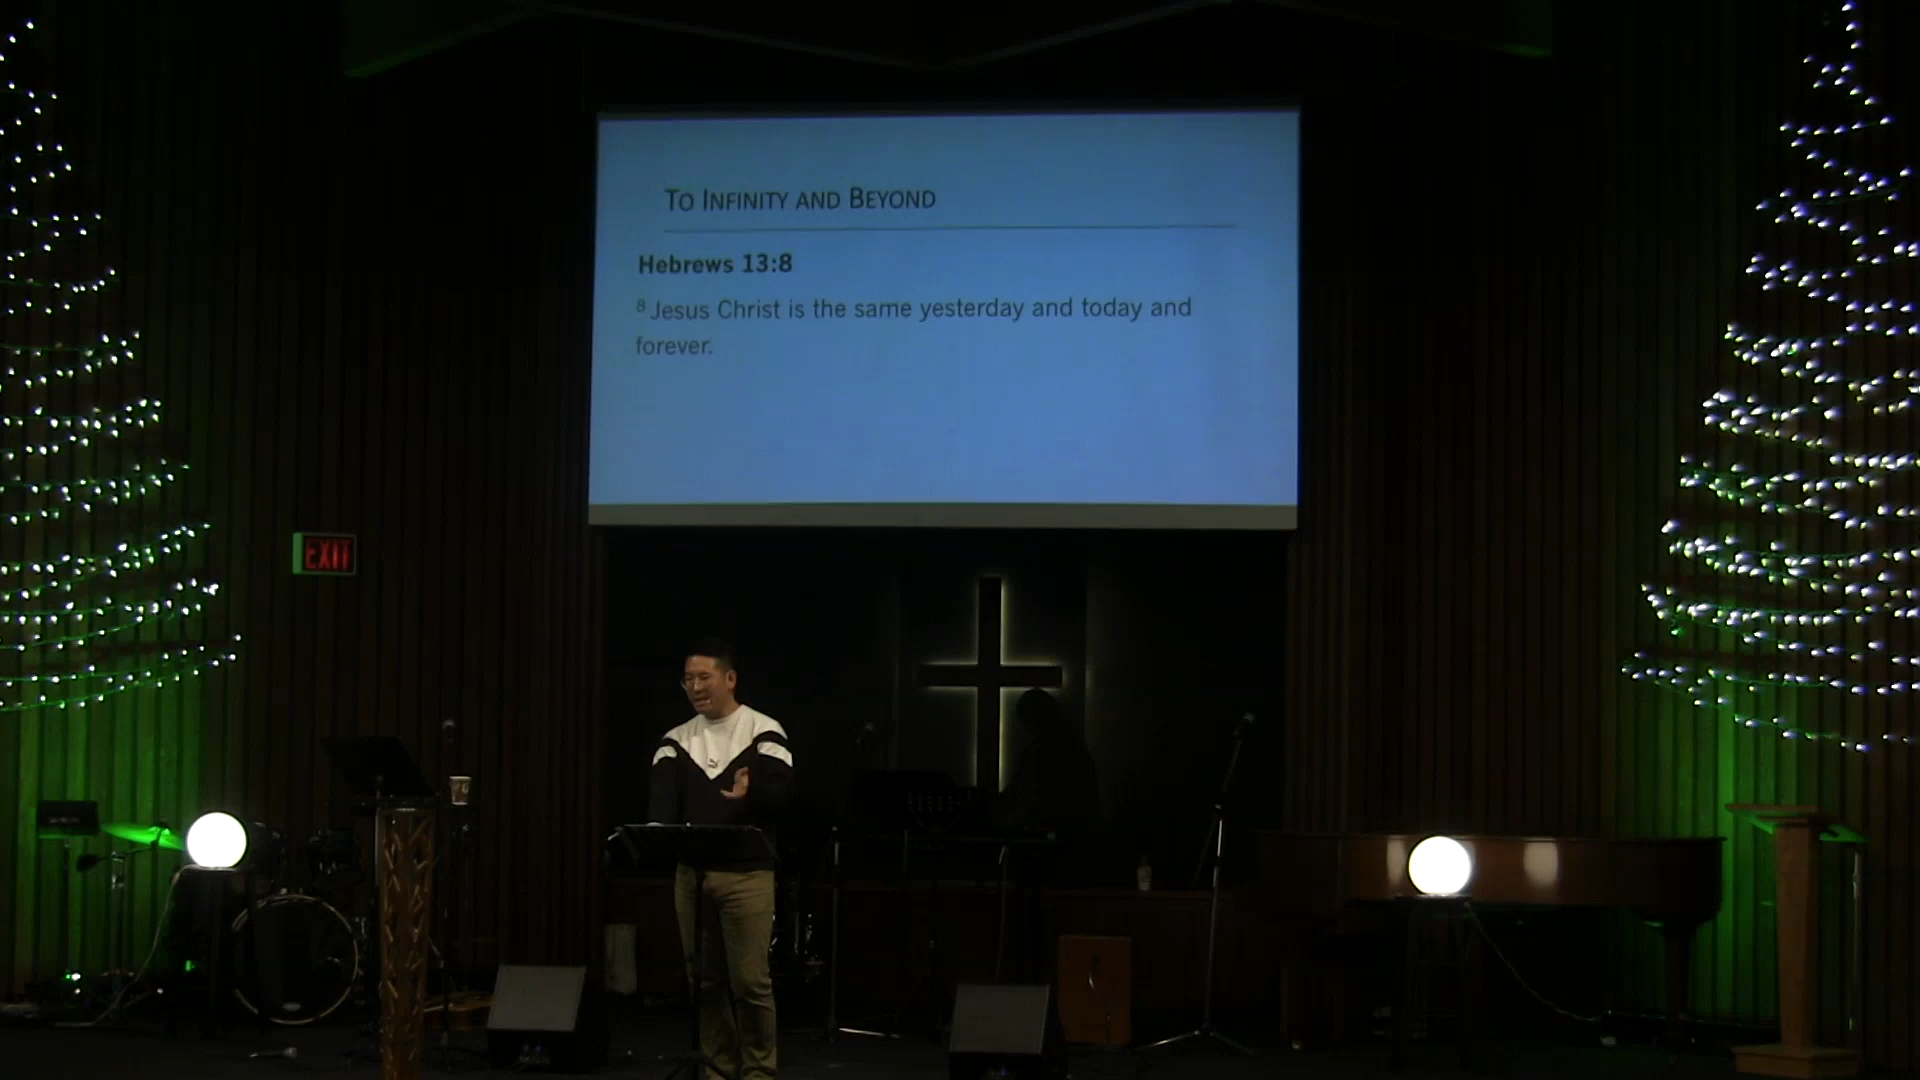 To Infinity and Beyond
Hebrews 13:8
8 Jesus Christ is the same yesterday and today and
forever.
EXIT